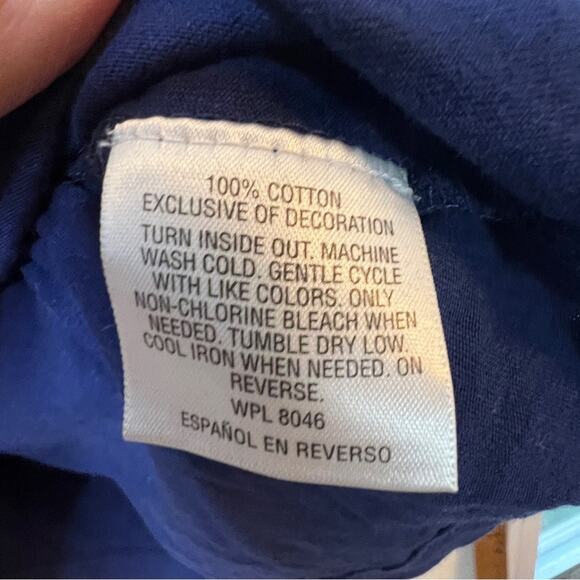 100% COTTON
EXCLUSIVE OF DECORATION
TURN INSIDE OUT. MACHINE
WASH COLD. GENTLE CYCLE
WITH LIKE COLORS. ONLY
NON-CHLORINE BLEACH WHEN
NEEDED. TUMBLE DRY LOW.
COOL IRON WHEN NEEDED. ON
REVERSE.
WPL 8046
ESPAÑOL EN REVERSO